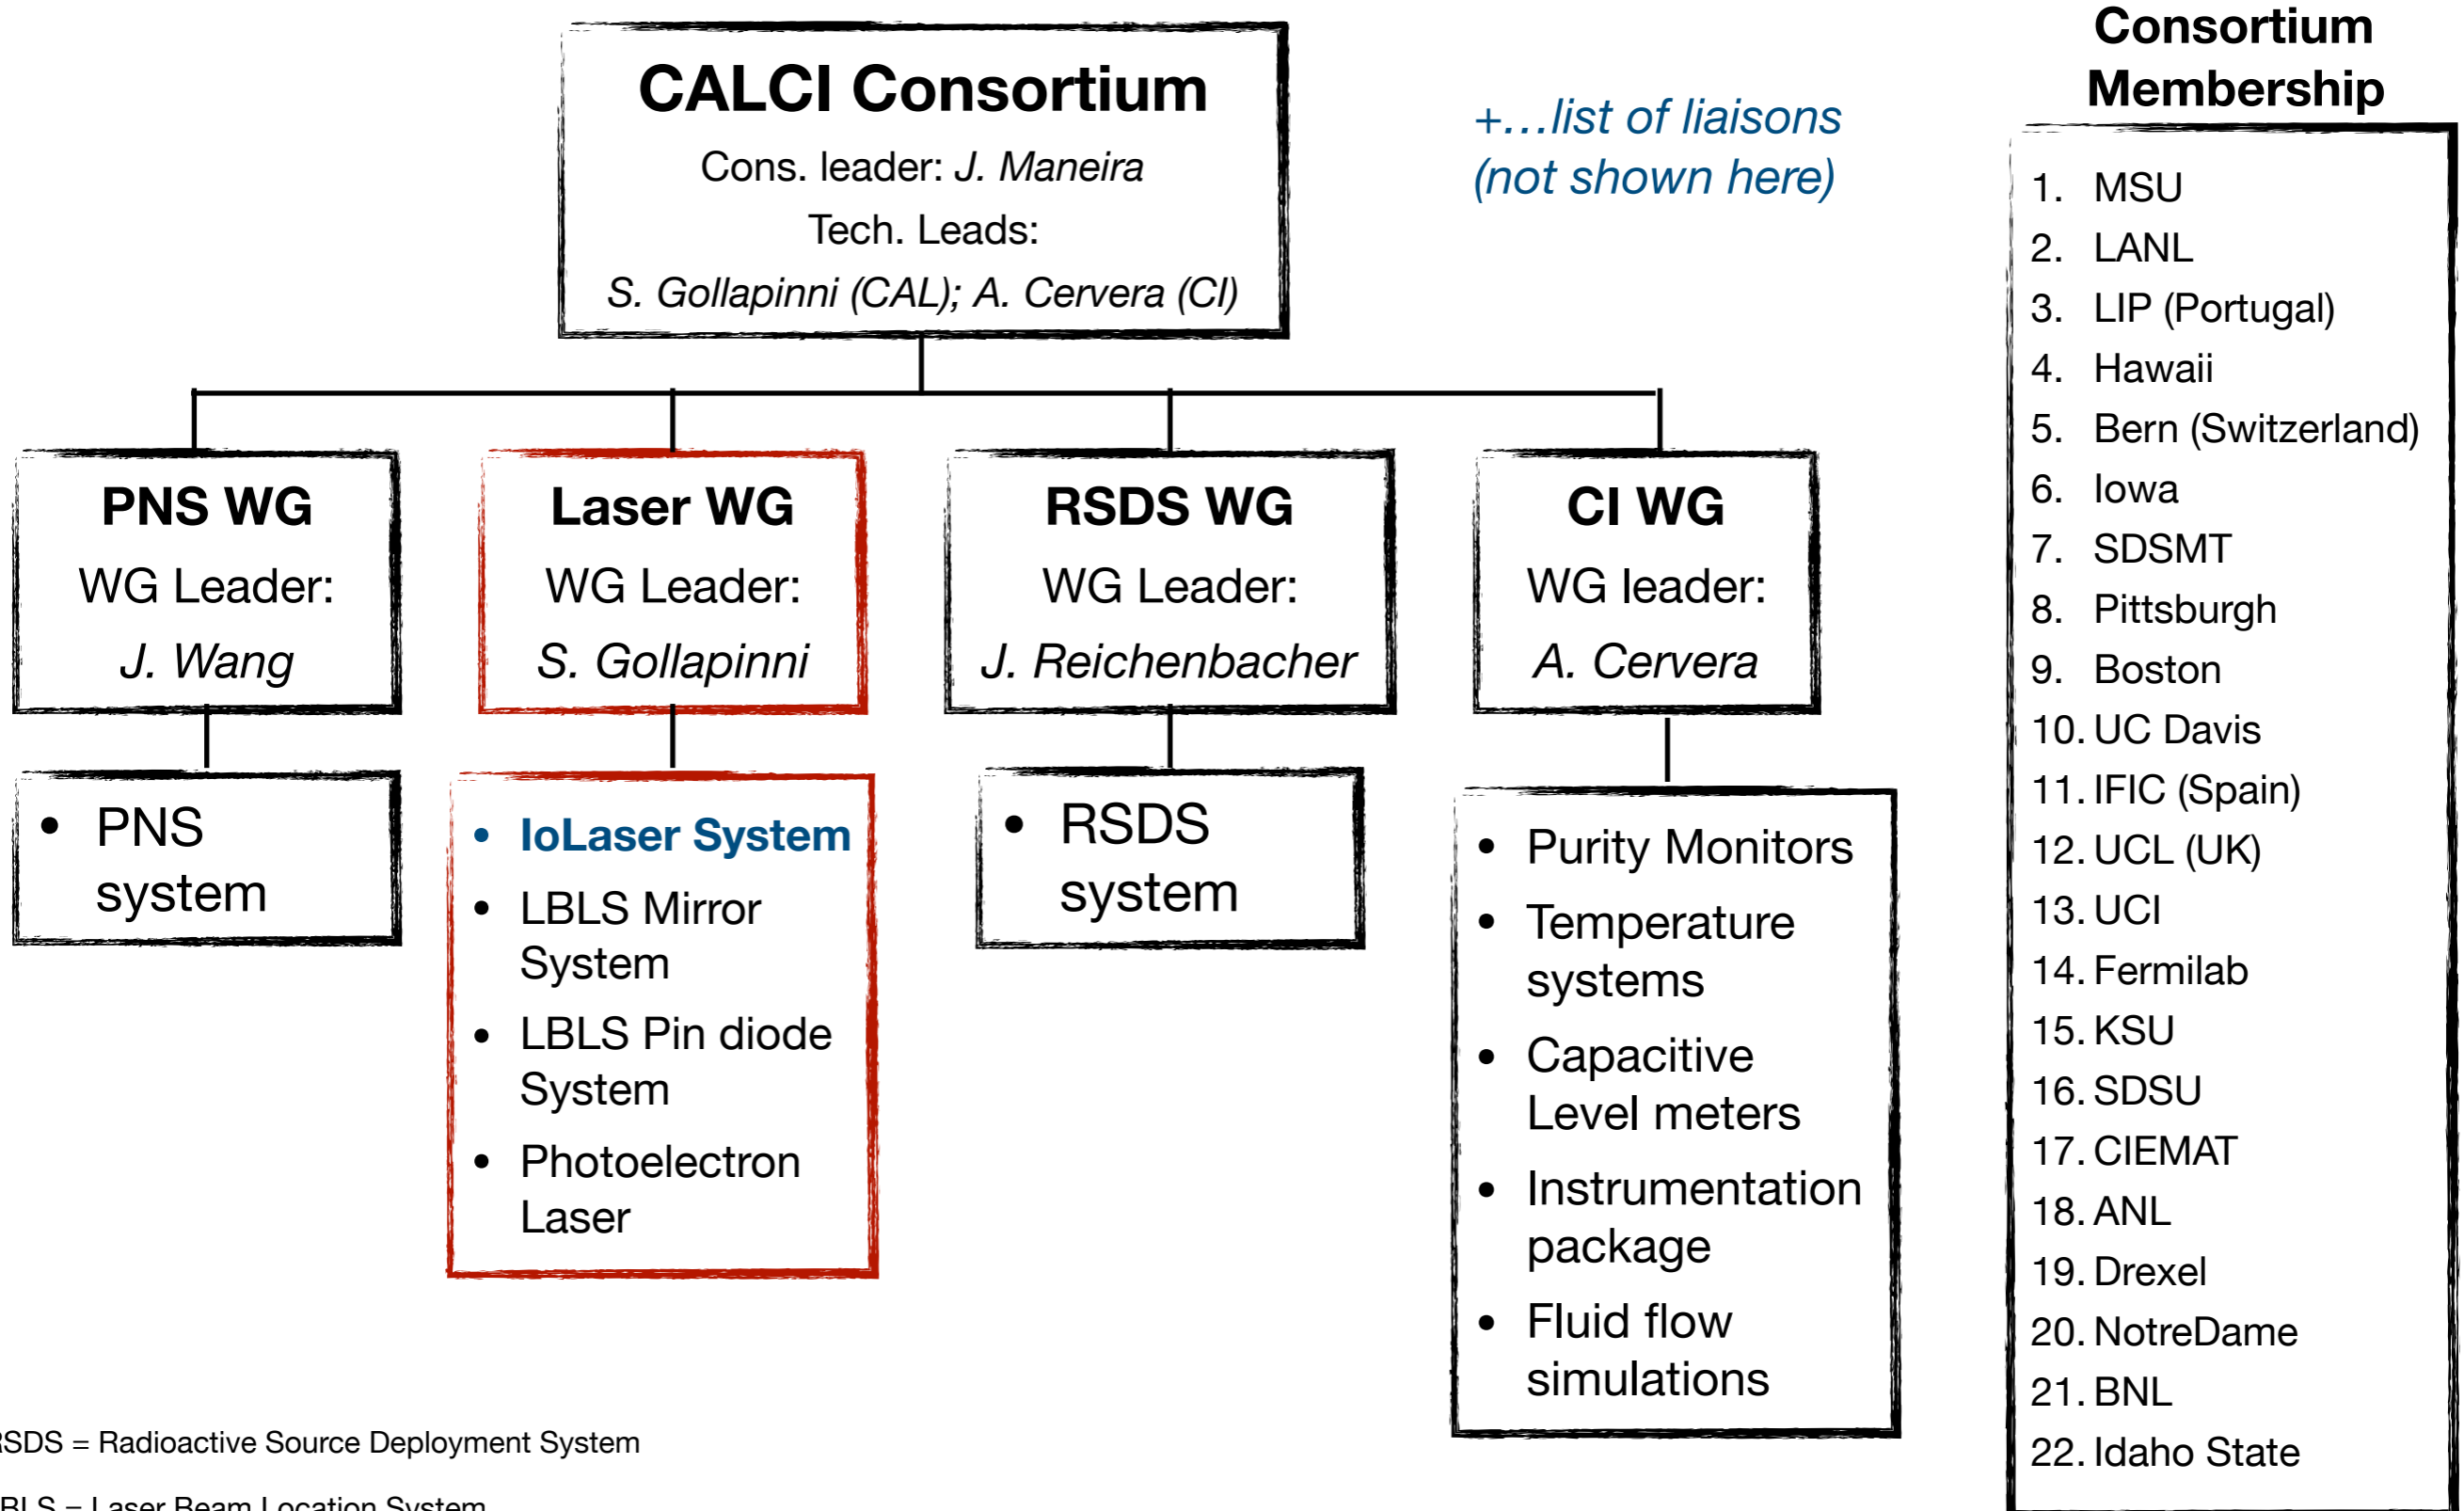 CALCI Consortium
Cons. leader: J. Maneira
Tech. Leads:
S. Gollapinni (CAL); A. Cervera (CI)
+...list of liaisons
(not shown here)
PNS WG
WG Leader:
J. Wang
Laser WG
WG Leader:
S. Gollapinni
RSDS WG
WG Leader:
J. Reichenbacher
CI WG
WG leader:
A. Cervera
• PNS
system
• IoLaser System
• LBLS Mirror
System
• LBLS Pin diode
System
• Photoelectron
Laser
• RSDS
system
• Purity Monitors
• Temperature
systems
• Capacitive
Level meters
• Instrumentation
package
• Fluid flow
simulations
Consortium
Membership
1. MSU
2. LANL
3. LIP (Portugal)
4. Hawaii
5. Bern (Switzerland)
6. Iowa
7. SDSMT
8. Pittsburgh
9. Boston
10. UC Davis
11. IFIC (Spain)
12. UCL (UK)
13. UCI
14. Fermilab
15. KSU
16. SDSU
17. CIEMAT
18. ANL
19. Drexel
20. NotreDame
21. BNL
22. Idaho State
RSDS = Radioactive Source Deployment System
BLS = Laser Beam Location System